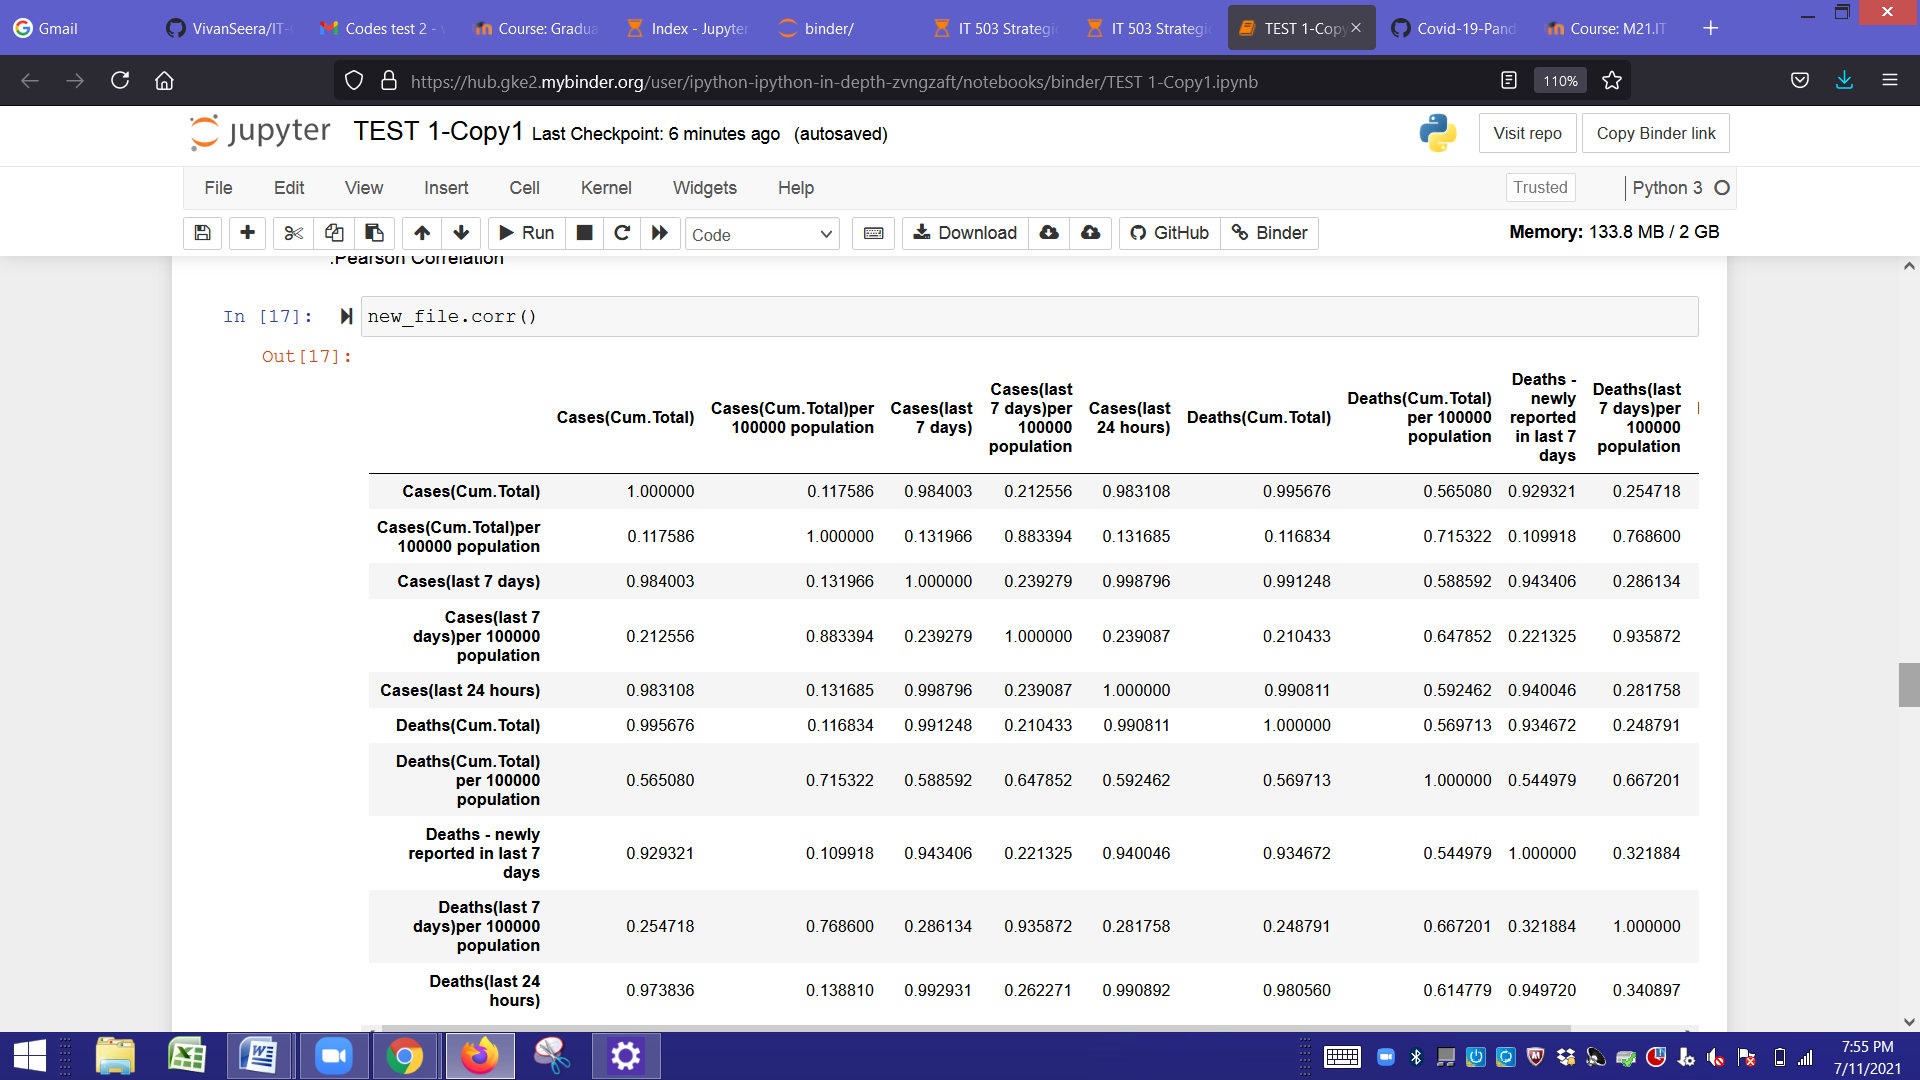 Gmail VivanSeera/IT- Codes test 2 - Course: Gradua Index - Jupyter binder/ IT 503 Strategi IT 503 Strategi TEST 1-Copy Covid-19-Pand Course: M21.IT
https://hub.gke2.mybinder.org/user/ipython-ipython-in-depth-zvngzaft/notebooks/binder/TEST 1-Copy1.ipynb 110%
jupyter TEST 1-Copy1 Last Checkpoint: 6 minutes ago (autosaved) Visit repo Copy Binder link
File Edit View Insert Cell Kernel Widgets Help Trusted Python 3
Run Code Download GitHub Binder Memory: 133.8 MB / 2 GB
.Pearson Correlation
In [17]: new_file.corr()
Out[17]:
Cases(Cum.Total) Cases(Cum.Total)per 100000 population Cases(last 7 days) Cases(last 7 days)per 100000 population Cases(last 24 hours) Deaths(Cum.Total) Deaths(Cum.Total) per 100000 population Deaths - newly reported in last 7 days Deaths(last 7 days)per 100000 population
Cases(Cum.Total) 1.000000 0.117586 0.984003 0.212556 0.983108 0.995676 0.565080 0.929321 0.254718
Cases(Cum.Total)per
100000 population 0.117586 1.000000 0.131966 0.883394 0.131685 0.116834 0.715322 0.109918 0.768600
Cases(last 7 days) 0.984003 0.131966 1.000000 0.239279 0.998796 0.991248 0.588592 0.943406 0.286134
Cases(last 7
days)per 100000 0.212556 0.883394 0.239279 1.000000 0.239087 0.210433 0.647852 0.221325 0.935872
population
Cases(last 24 hours) 0.983108 0.131685 0.998796 0.239087 1.000000 0.990811 0.592462 0.940046 0.281758
Deaths(Cum.Total) 0.995676 0.116834 0.991248 0.210433 0.990811 1.000000 0.569713 0.934672 0.248791
Deaths(Cum.Total)
per 100000 0.565080 0.715322 0.588592 0.647852 0.592462 0.569713 1.000000 0.544979 0.667201
population
Deaths - newly
reported in last 7 0.929321 0.109918 0.943406 0.221325 0.940046 0.934672 0.544979 1.000000 0.321884
days
Deaths(last 7
days)per 100000 0.254718 0.768600 0.286134 0.935872 0.281758 0.248791 0.667201 0.321884 1.000000
population
Deaths(last 24
hours) 0.973836 0.138810 0.992931 0.262271 0.990892 0.980560 0.614779 0.949720 0.340897
7:55 PM
7/11/2021